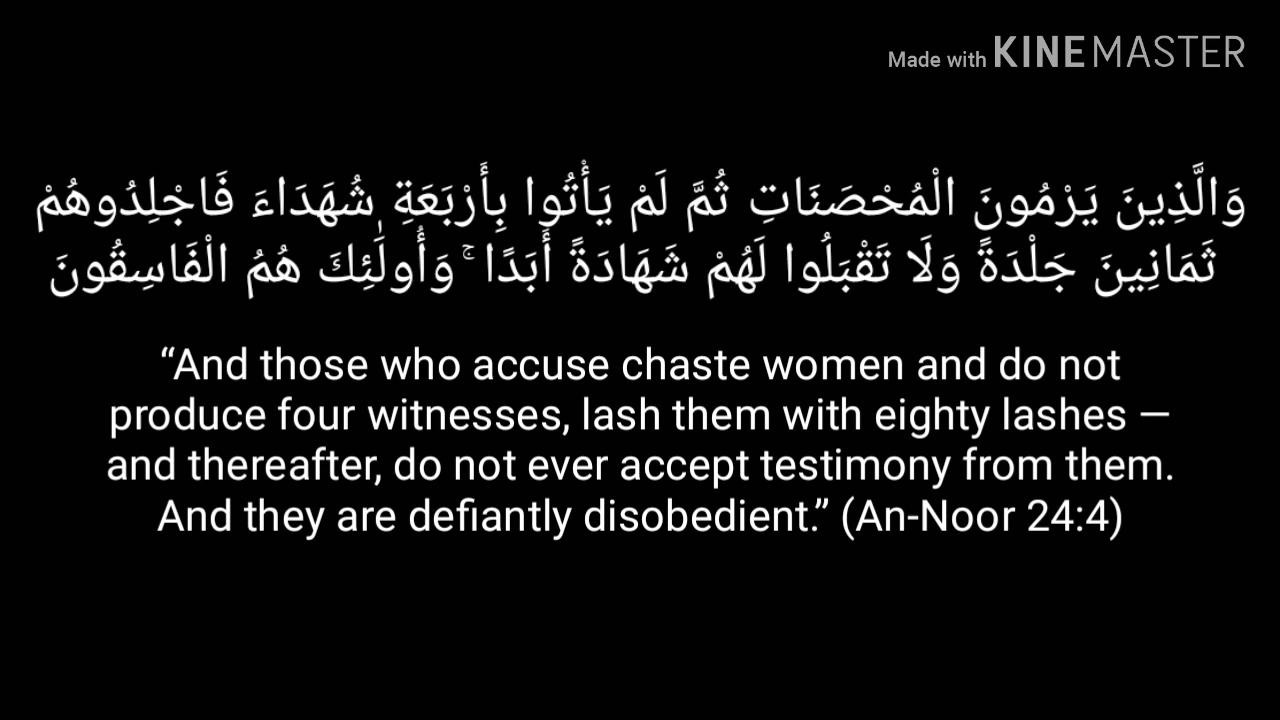 Made with KINEMASTER
وَالَّذِينَ يَرْمُونَ الْمُحْصَنَاتِ ثُمَّ لَمْ يَأْتُوا بِأَرْبَعَةِ شُهَدَاءَ فَاجْلِدُوهُمْ
ثَمَانِينَ جَلْدَةً وَلَا تَقْبَلُوا لَهُمْ شَهَادَةً أَبَدًا ۚ وَأُولَٰئِكَ هُمُ الْفَاسِقُونَ
“And those who accuse chaste women and do not
produce four witnesses, lash them with eighty lashes —
and thereafter, do not ever accept testimony from them.
And they are defiantly disobedient.” (An-Noor 24:4)